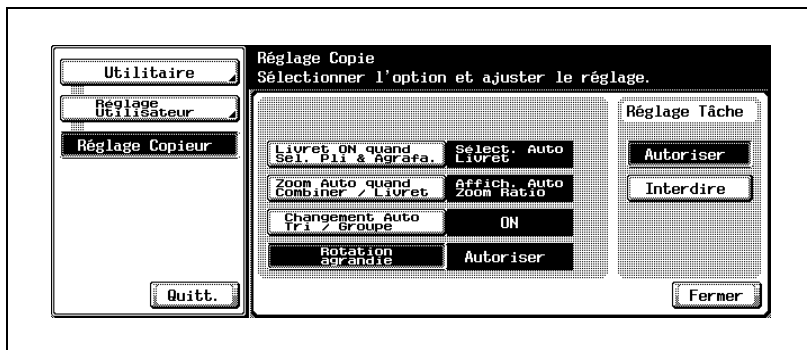 Utilitaire
Réglage
Utilisateur
Réglage Copieur
Quitt.
Réglage Copie
Sélectionner l'option et ajuster le réglage.
Livret ON quand
Sel. Pli & Agrafa.
Sélect. Auto
Livret
Zoom Auto quand
Combiner / Livret
Affich. Auto
Zoom Ratio
Changement Auto
Tri / Groupe
ON
Rotation
agrandie
Autoriser
Réglage Tâche
Autoriser
Interdire
Fermer